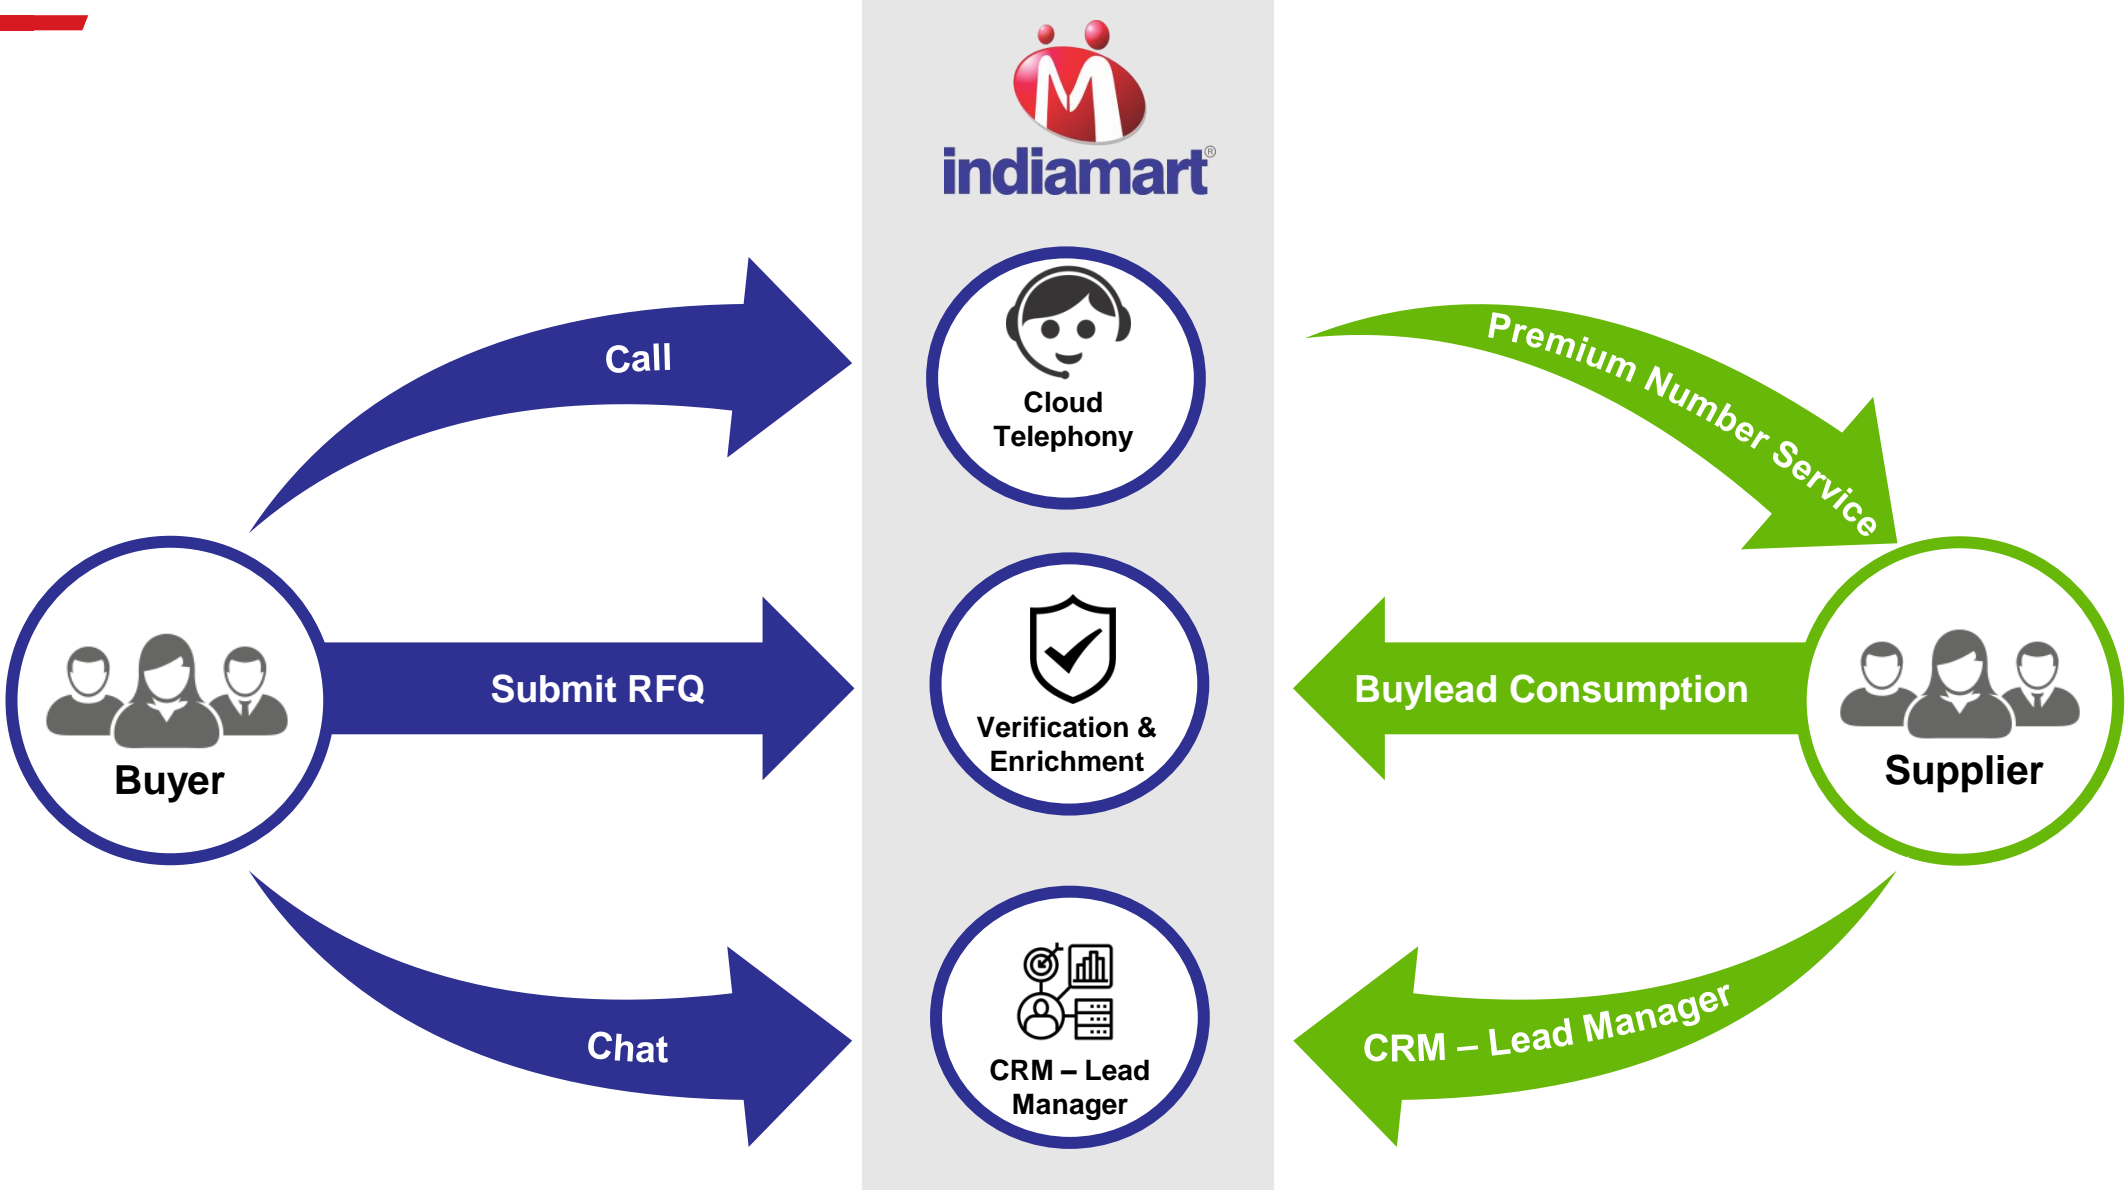 indiamart®
Call
Cloud
Telephony
Premium Number Service
Buyer
Submit RFQ
Verification &
Enrichment
Buylead Consumption
Supplier
Chat
CRM – Lead
Manager
CRM – Lead Manager